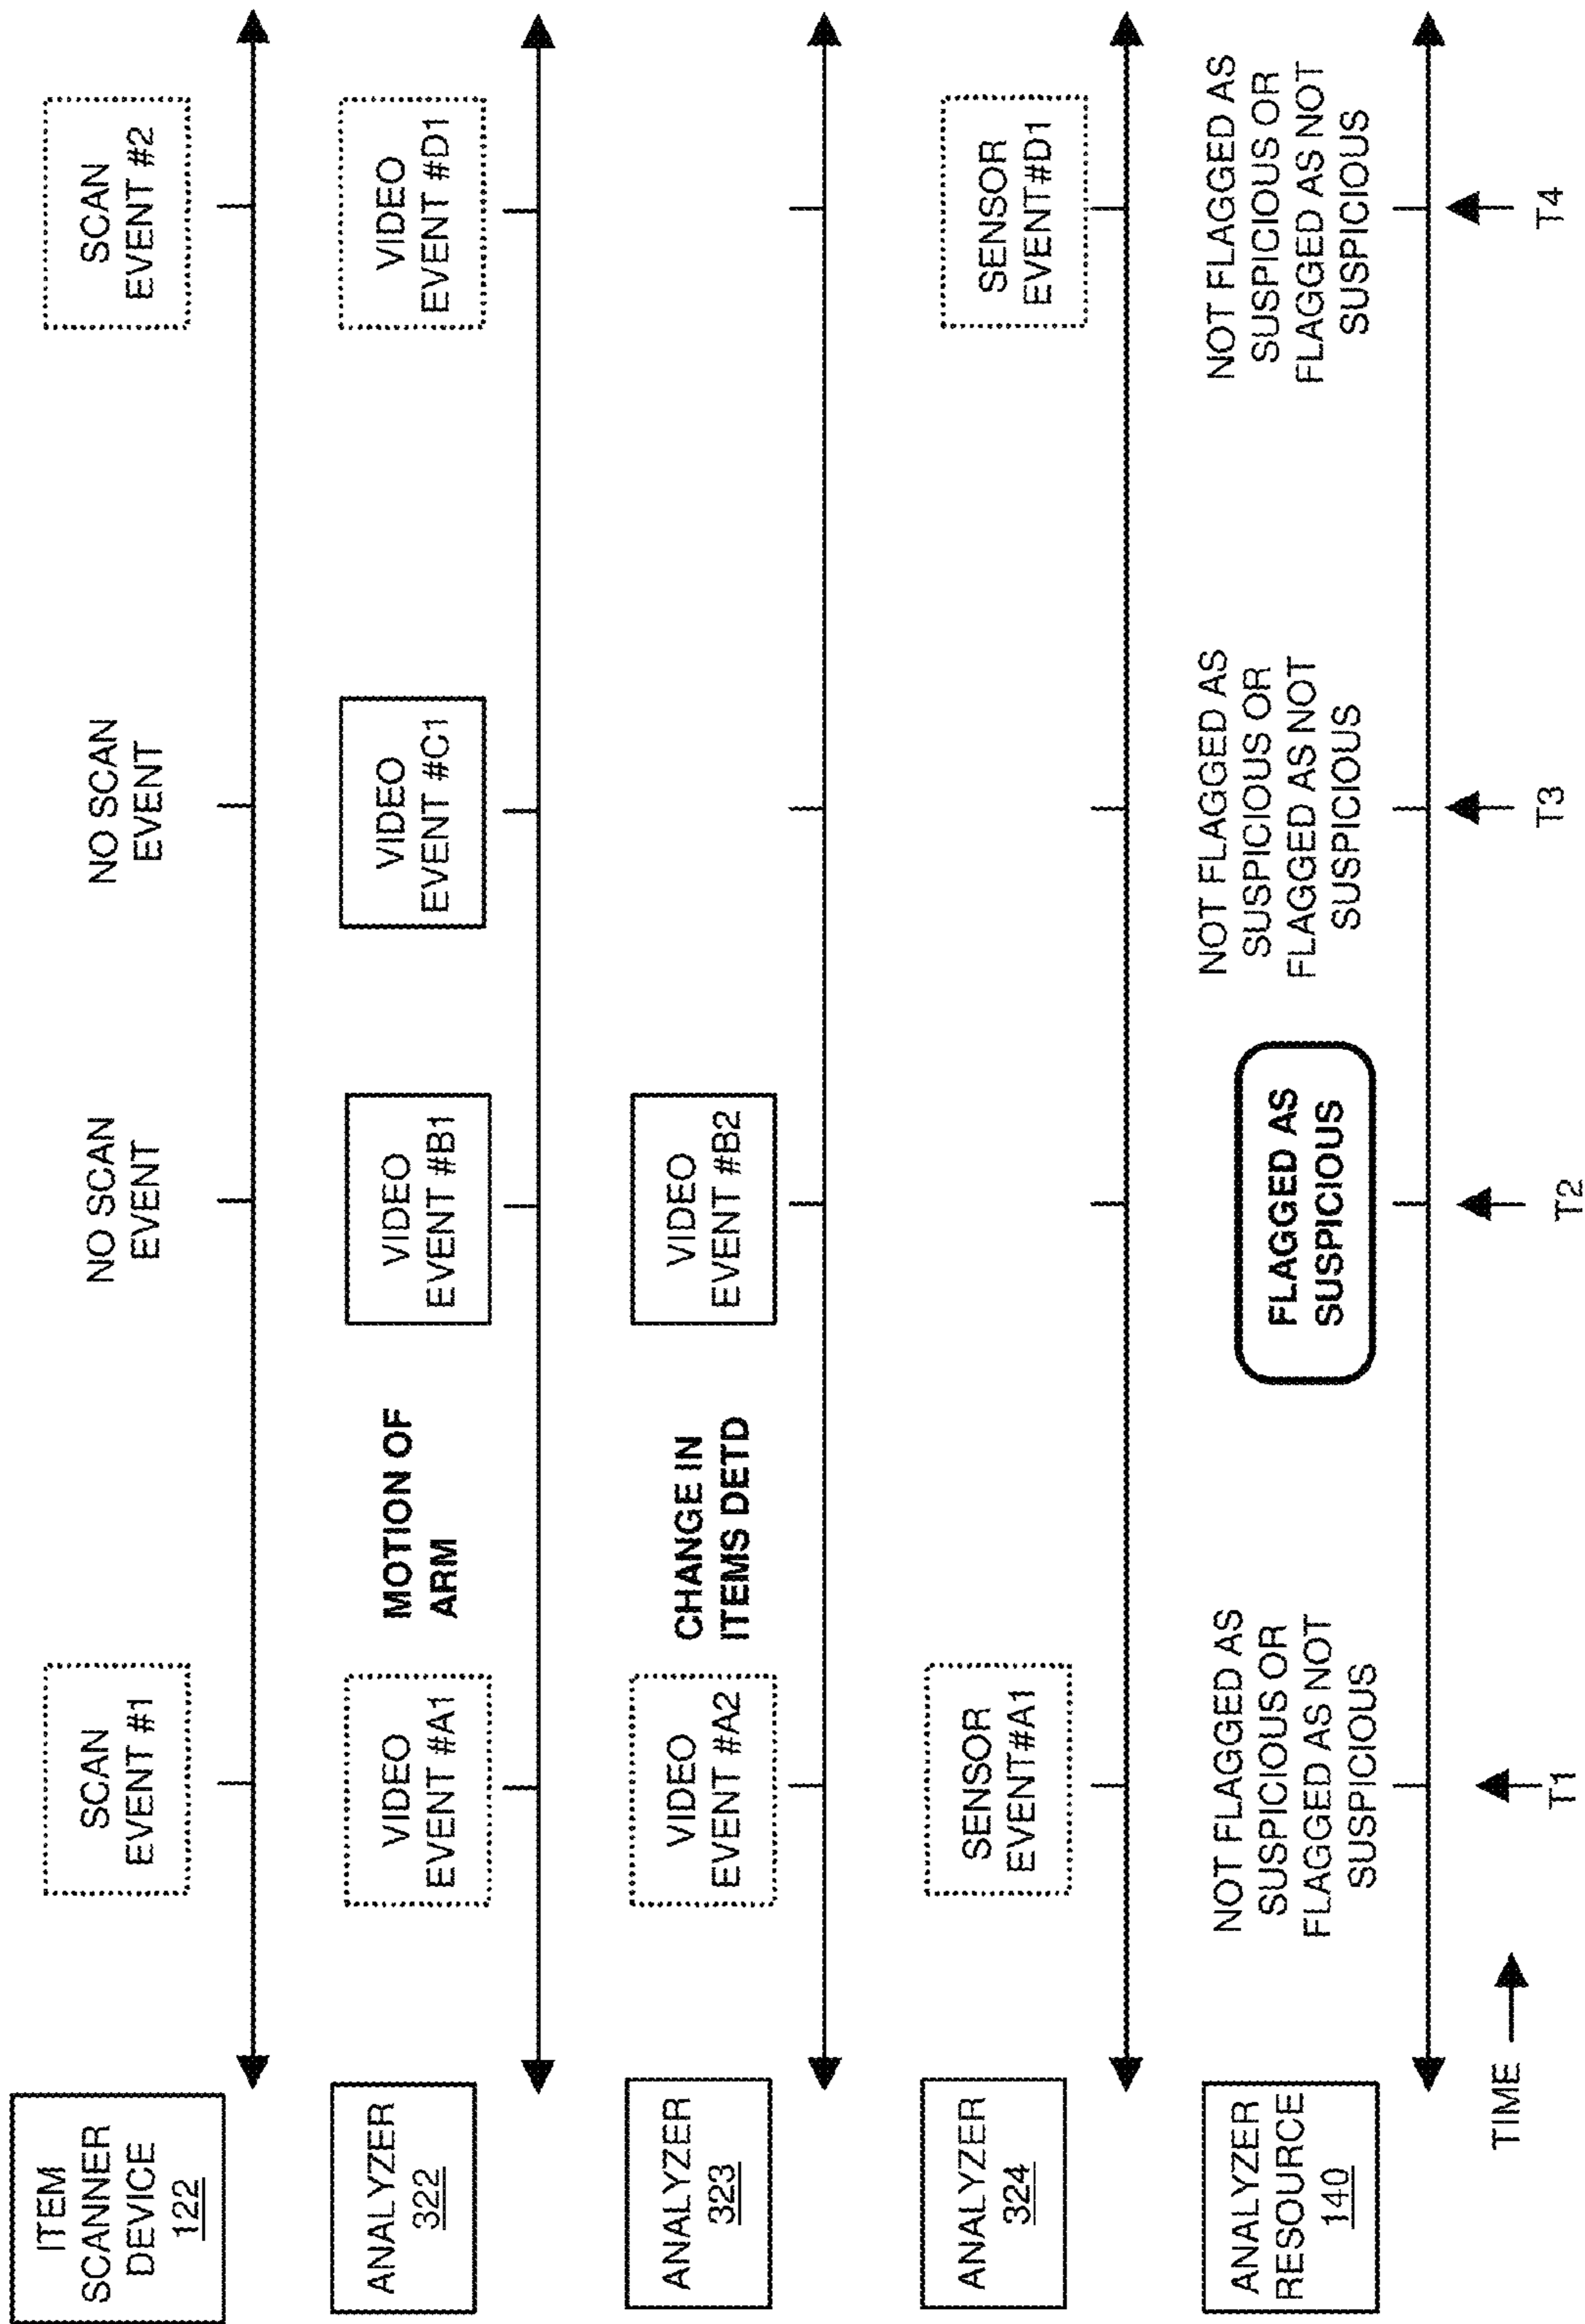 ITEM
SCANNER
DEVICE
122
SCAN
EVENT #1
NO SCAN
EVENT
NO SCAN
EVENT
SCAN
EVENT #2
ANALYZER
322
VIDEO
EVENT #A1
MOTION OF
ARM
VIDEO
EVENT #B1
VIDEO
EVENT #C1
VIDEO
EVENT #D1
ANALYZER
323
VIDEO
EVENT #A2
CHANGE IN
ITEMS DETD
VIDEO
EVENT #B2
ANALYZER
324
SENSOR
EVENT#A1
SENSOR
EVENT#D1
ANALYZER
RESOURCE
140
NOT FLAGGED AS
SUSPICIOUS OR
FLAGGED AS NOT
SUSPICIOUS
FLAGGED AS
SUSPICIOUS
NOT FLAGGED AS
SUSPICIOUS OR
FLAGGED AS NOT
SUSPICIOUS
NOT FLAGGED AS
SUSPICIOUS OR
FLAGGED AS NOT
SUSPICIOUS
TIME
T1
T2
T3
T4